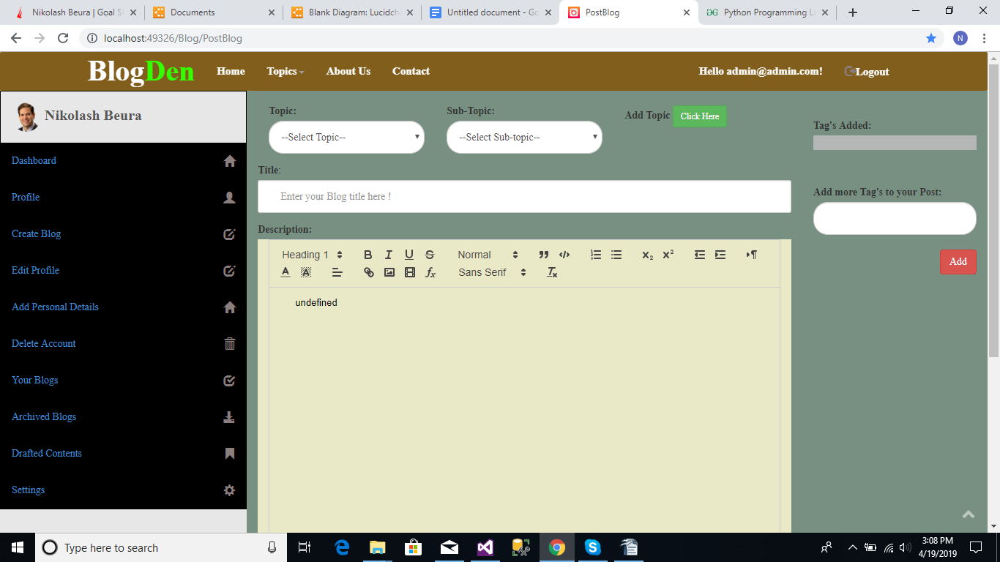 Nikolash Beura | Goal S
Documents
Blank Diagram: Lucidch
Untitled document - Go
PostBlog
Python Programming L
localhost:49326/Blog/PostBlog
N
BlogDen
Home
Topics
About Us
Contact
Hello admin@admin.com!
Logout
Nikolash Beura
Dashboard
Profile
Create Blog
Edit Profile
Add Personal Details
Delete Account
Your Blogs
Archived Blogs
Drafted Contents
Settings
Topic:
--Select Topic--
Sub-Topic:
--Select Sub-topic--
Add Topic Click Here
Title:
Enter your Blog title here !
Description:
Heading 1
B I U S
Normal
X2 X2
A A
fx
Sans Serif
Tx
undefined
Tag's Added:
Add more Tag's to your Post:
Add
Type here to search
3:08 PM
4/19/2019